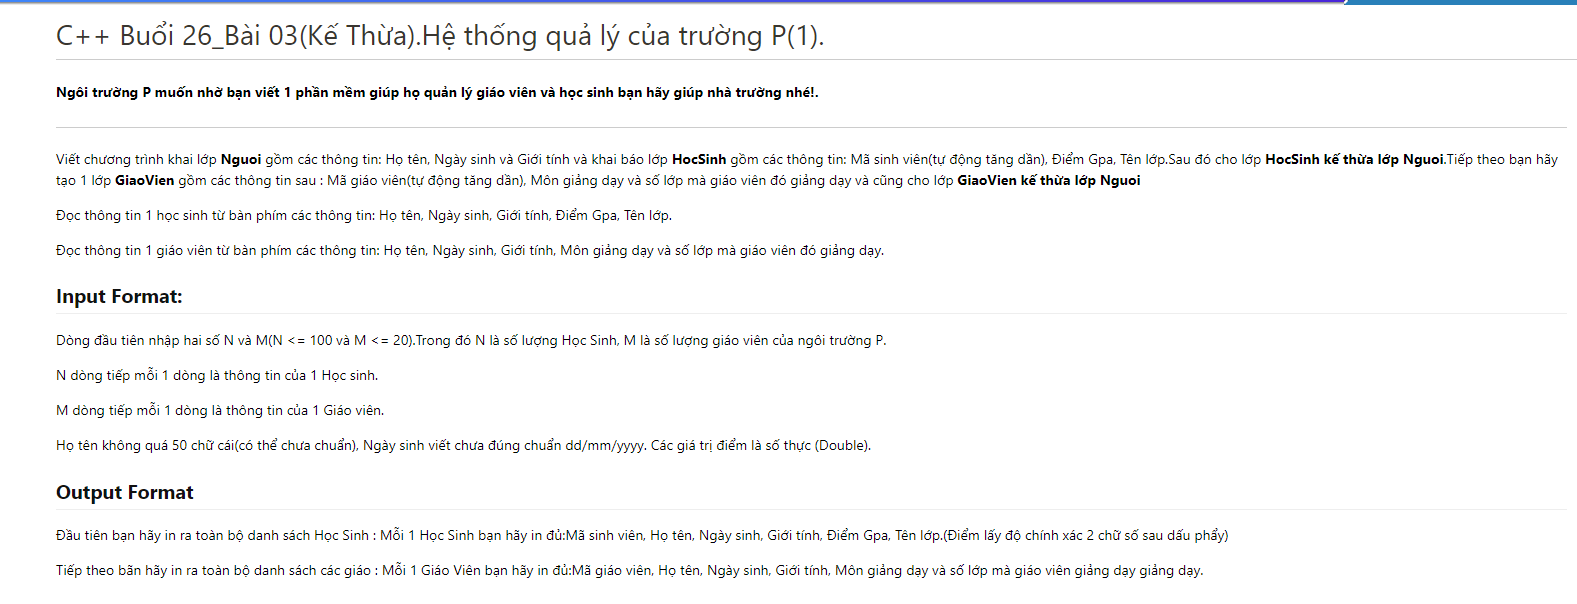 C++ Buổi 26_Bài 03(Kế Thừa).Hệ thống quả lý của trường P(1).
Ngôi trường P muốn nhờ bạn viết 1 phần mềm giúp họ quản lý giáo viên và học sinh bạn hãy giúp nhà trường nhé!.
Viết chương trình khai lớp Nguoi gồm các thông tin: Họ tên, Ngày sinh và Giới tính và khai báo lớp HocSinh gồm các thông tin: Mã sinh viên(tự động tăng dần), Điểm Gpa, Tên lớp.Sau đó cho lớp HocSinh kế thừa lớp Nguoi.Tiếp theo bạn hãy
tạo 1 lớp GiaoVien gồm các thông tin sau : Mã giáo viên(tự động tăng dần), Môn giảng dạy và số lớp mà giáo viên đó giảng dạy và cũng cho lớp GiaoVien kế thừa lớp Nguoi
Đọc thông tin 1 học sinh từ bàn phím các thông tin: Họ tên, Ngày sinh, Giới tính, Điểm Gpa, Tên lớp.
Đọc thông tin 1 giáo viên từ bàn phím các thông tin: Họ tên, Ngày sinh, Giới tính, Môn giảng dạy và số lớp mà giáo viên đó giảng dạy.
Input Format:
Dòng đầu tiên nhập hai số N và M(N <= 100 và M <= 20).Trong đó N là số lượng Học Sinh, M là số lượng giáo viên của ngôi trường P.
N dòng tiếp mỗi 1 dòng là thông tin của 1 Học sinh.
M dòng tiếp mỗi 1 dòng là thông tin của 1 Giáo viên.
Họ tên không quá 50 chữ cái(có thể chưa chuẩn), Ngày sinh viết chưa đúng chuẩn dd/mm/yyyy. Các giá trị điểm là số thực (Double).
Output Format
Đầu tiên bạn hãy in ra toàn bộ danh sách Học Sinh : Mỗi 1 Học Sinh bạn hãy in đủ:Mã sinh viên, Họ tên, Ngày sinh, Giới tính, Điểm Gpa, Tên lớp.(Điểm lấy độ chính xác 2 chữ số sau dấu phẩy)
Tiếp theo bãn hãy in ra toàn bộ danh sách các giáo : Mỗi 1 Giáo Viên bạn hãy in đủ:Mã giáo viên, Họ tên, Ngày sinh, Giới tính, Môn giảng dạy và số lớp mà giáo viên giảng dạy giảng dạy.